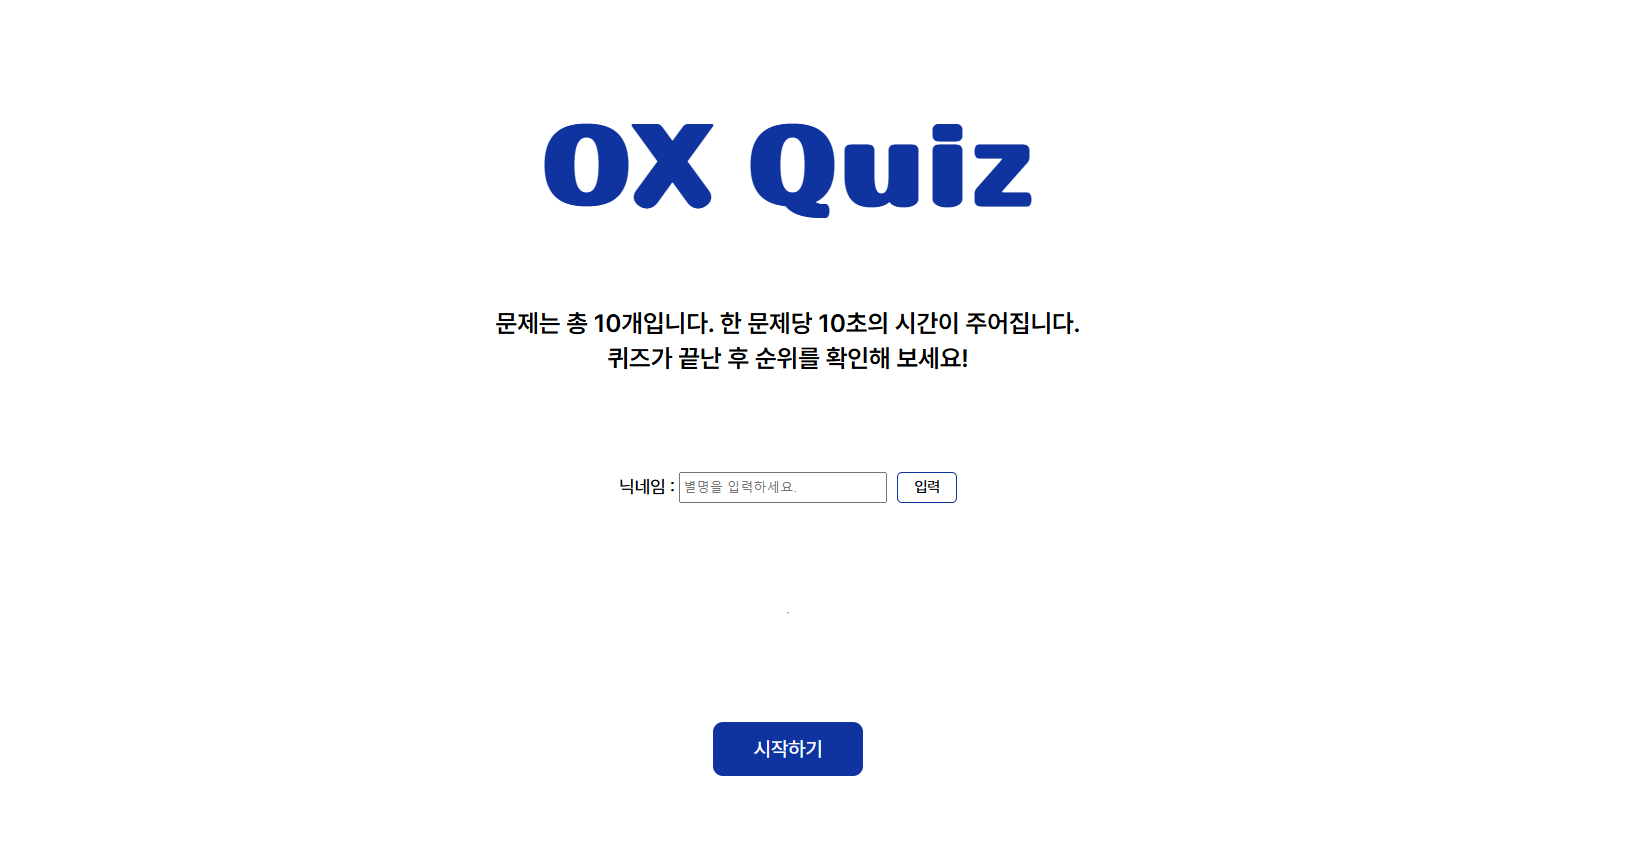 OX Quiz
문제는 총 10개입니다. 한 문제당 10초의 시간이 주어집니다.
퀴즈가 끝난 후 순위를 확인해 보세요!
닉네임 : 별명을 입력하세요. 입력
시작하기